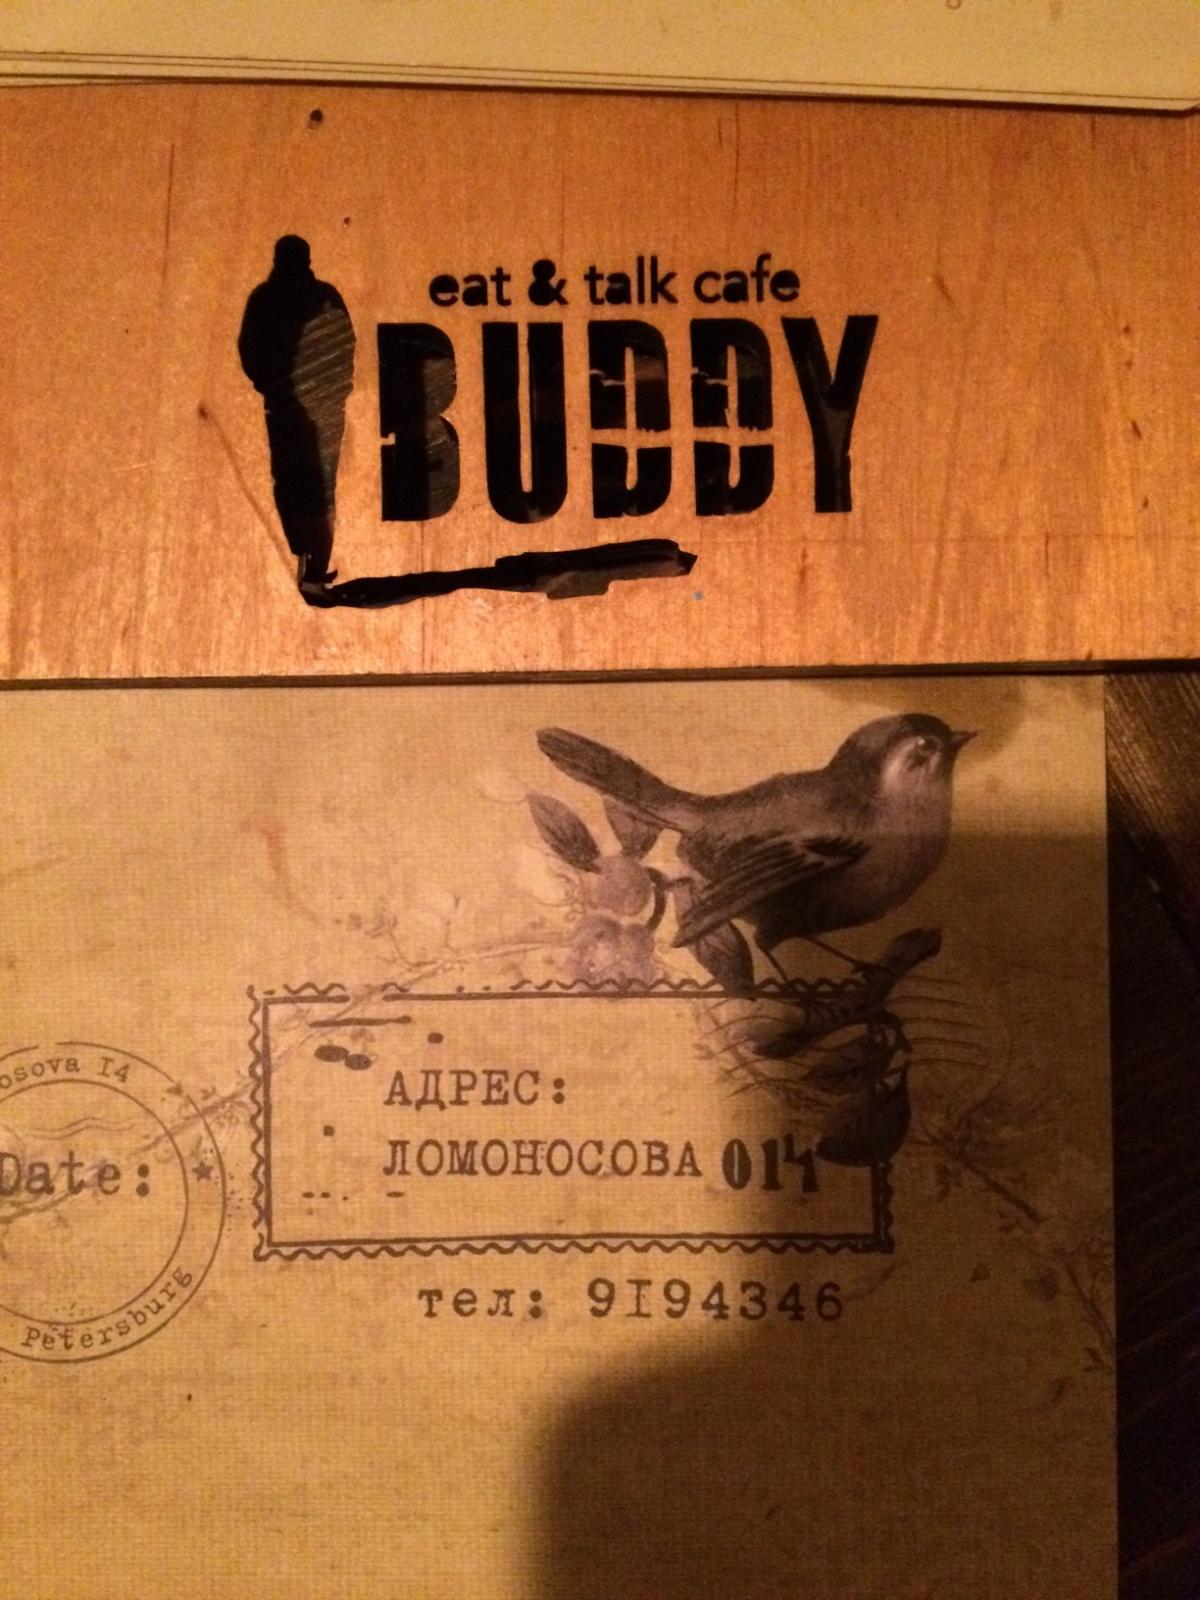 eat & talk cafe
BUDDY
osova 14
Date:
Petersburg
АДРЕС:
ЛОМОНОСОВА 014
тел: 9194346